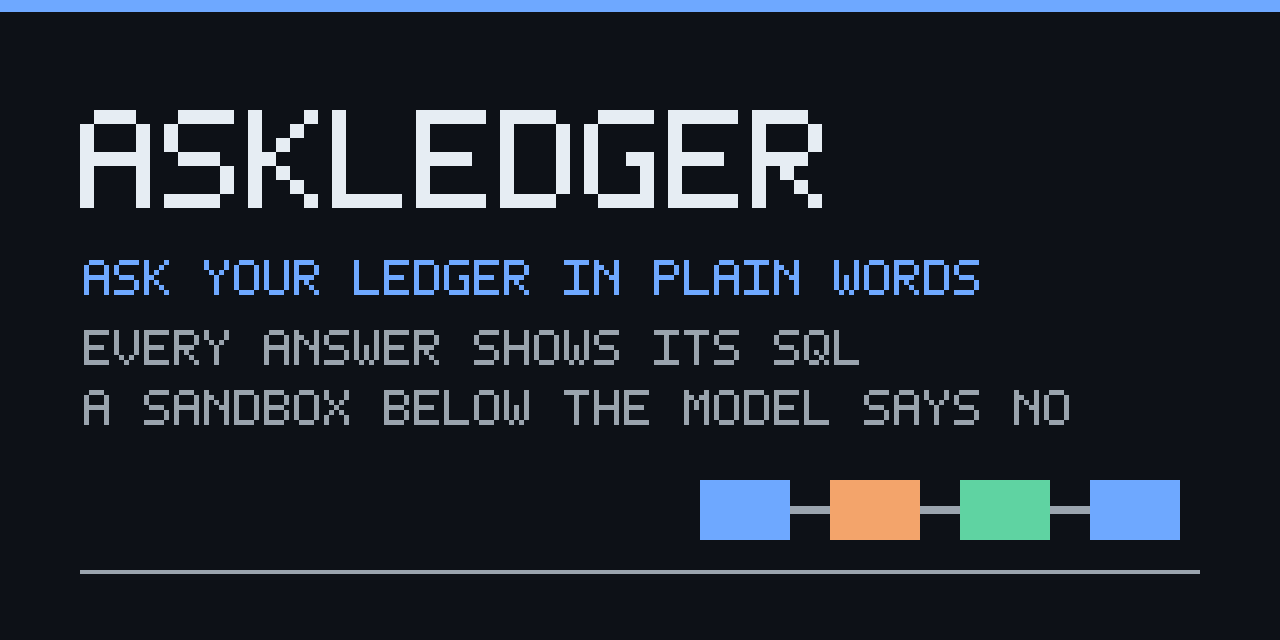 ASKLEDGER
ASK YOUR LEDGER IN PLAIN WORDS
EVERY ANSWER SHOWS ITS SQL
A SANDBOX BELOW THE MODEL SAYS NO